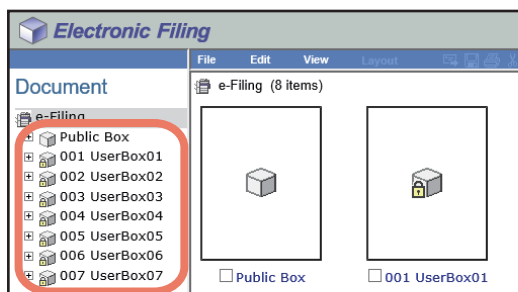 Electronic Filing
File Edit View Layout
Document
e-Filing (8 items)
e-Filing
Public Box
001 UserBox01
002 UserBox02
003 UserBox03
004 UserBox04
005 UserBox05
006 UserBox06
007 UserBox07
Public Box
001 UserBox01